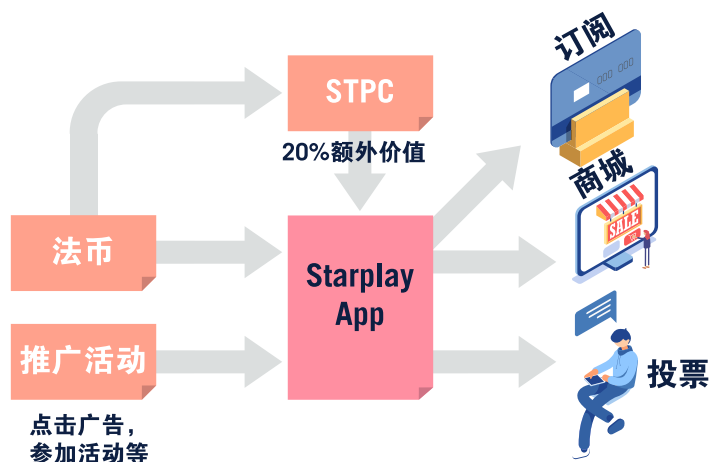 订阅
STPC
20%额外价值
商城
SALE
法币
Starplay
App
推广活动
投票
点击广告，
参加活动等